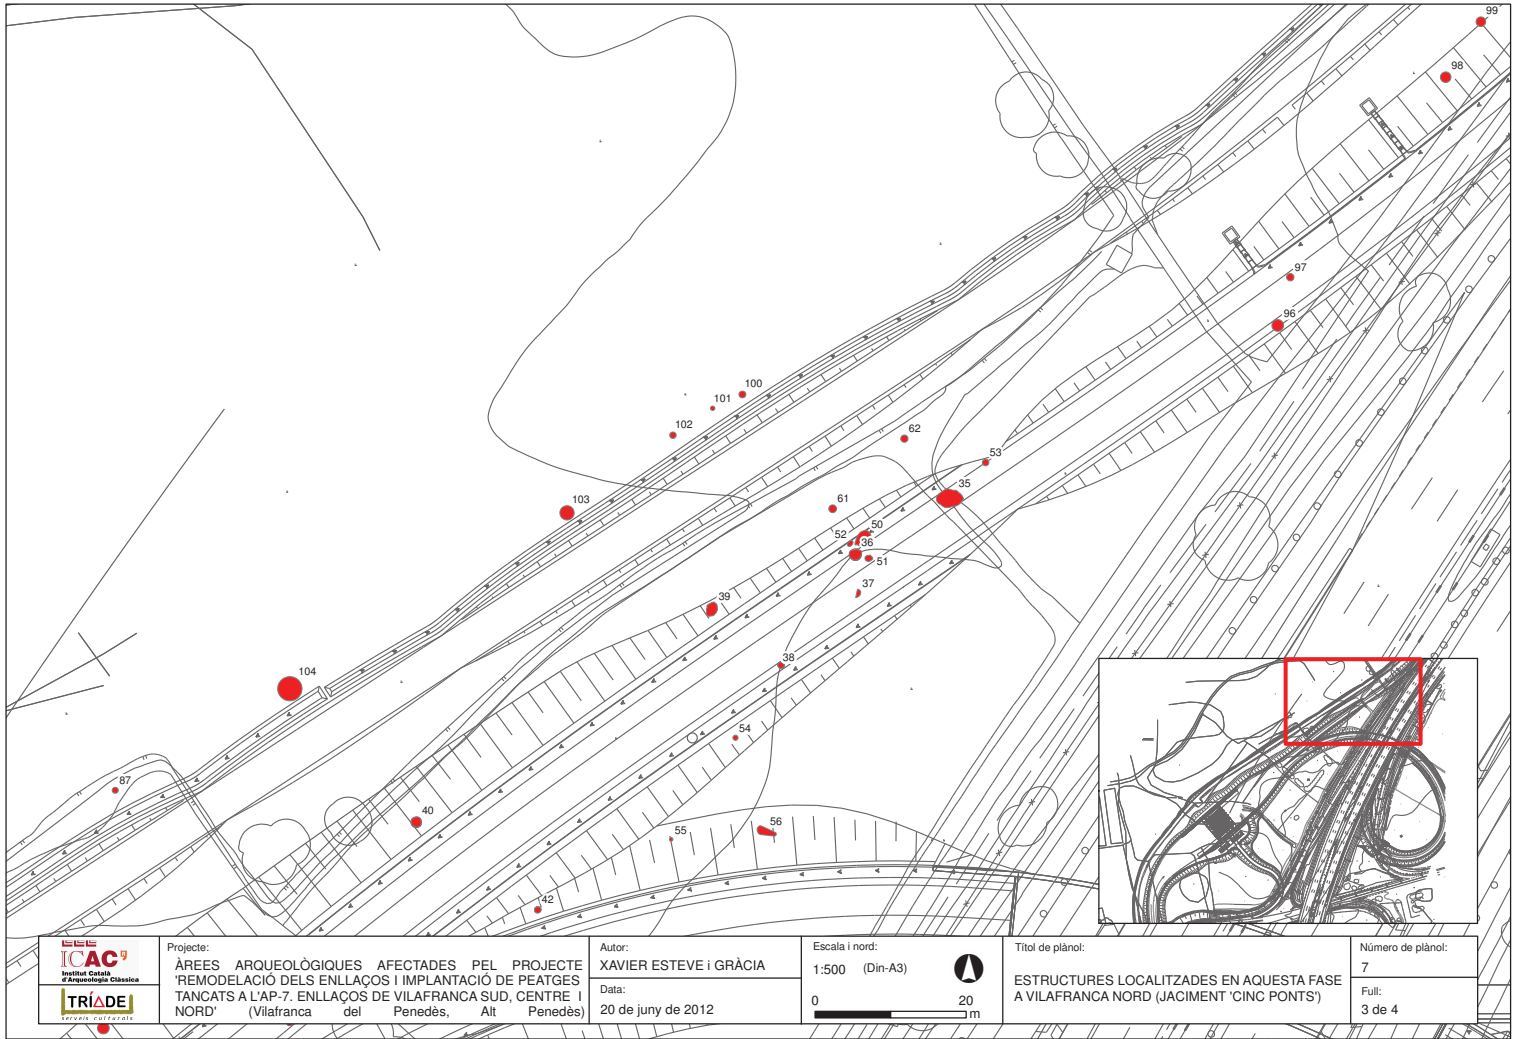 99
98
97
96
100
101
102
62
53
35
103
61
50
52
36
51
37
39
38
104
54
87
40
56
55
42
ICAC
Institut Català
d'Arqueologia Clàssica
TRÍADE
serveis culturals
Projecte:
ÀREES ARQUEOLÒGIQUES AFECTADES PEL PROJECTE
'REMODELACIÓ DELS ENLLAÇOS I IMPLANTACIÓ DE PEATGES
TANCATS A L'AP-7. ENLLAÇOS DE VILAFRANCA SUD, CENTRE I
NORD' (Vilafranca del Penedès, Alt Penedès)
Autor:
XAVIER ESTEVE i GRÀCIA
Data:
20 de juny de 2012
Escala i nord:
1:500 (Din-A3)
0 20
m
Títol de plànol:
ESTRUCTURES LOCALITZADES EN AQUESTA FASE
A VILAFRANCA NORD (JACIMENT 'CINC PONTS')
Número de plànol:
7
Full:
3 de 4